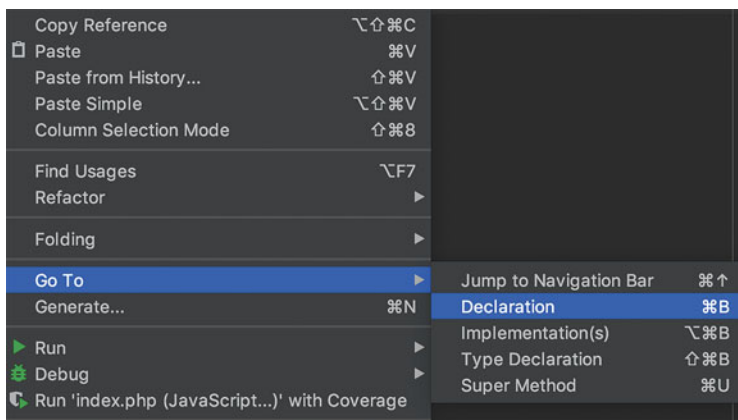 Copy Reference ⌥⇧⌘C
Paste ⌘V
Paste from History... ⇧⌘V
Paste Simple ⌥⇧⌘V
Column Selection Mode ⇧⌘8
Find Usages ⌥F7
Refactor
Folding
Go To
Generate... ⌘N
Run
Debug
Run 'index.php (JavaScript...)' with Coverage
Jump to Navigation Bar ⌘↑
Declaration ⌘B
Implementation(s) ⌥⌘B
Type Declaration ⇧⌘B
Super Method ⌘U